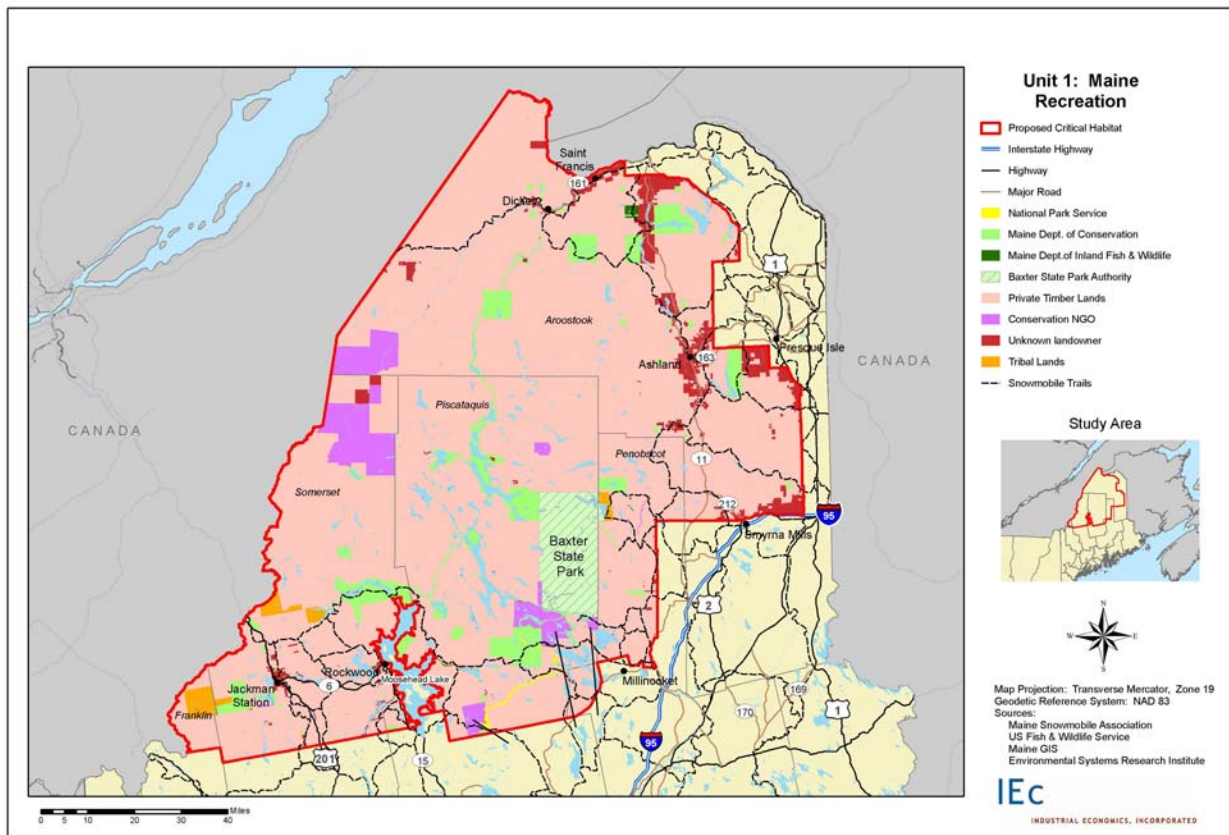 Unit 1: Maine
Recreation
Proposed Critical Habitat
Interstate Highway
Highway
Major Road
National Park Service
Maine Dept. of Conservation
Maine Dept.of Inland Fish & Wildlife
Baxter State Park Authority
Private Timber Lands
Conservation NGO
Unknown landowner
Tribal Lands
Snowmobile Trails
Saint
Francis
161
Dickey
1
Aroostook
Presque Isle
Ashland
163
CANADA
CANADA
Piscataquis
Penobscot
11
Somerset
212
95
Smyrna Mills
Baxter
State
Park
2
Rockwood
Moosehead Lake
Jackman
Station
6
Millinocket
Franklin
169
170
1
95
201
15
0 5 10 20 30 40
Miles
Study Area
N
W
E
S
Map Projection: Transverse Mercator, Zone 19
Geodetic Reference System: NAD 83
Sources:
Maine Snowmobile Association
US Fish & Wildlife Service
Maine GIS
Environmental Systems Research Institute
IEc
INDUSTRIAL ECONOMICS, INCORPORATED